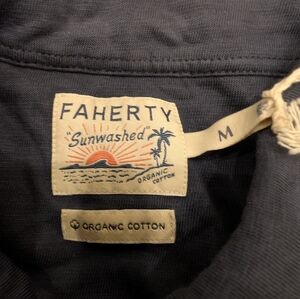 FAHERTY
"Sunwashed"
ORGANIC
COTTON
M
ORGANIC COTTON